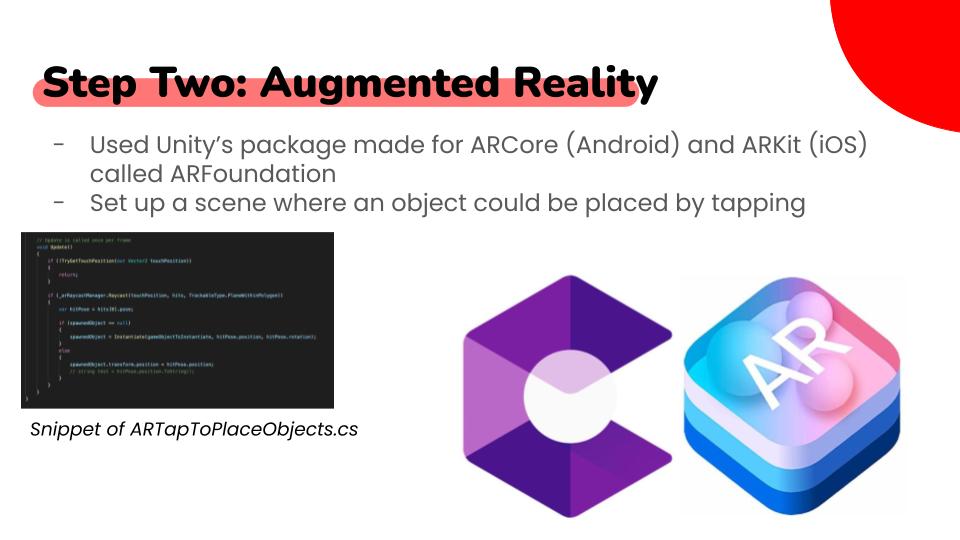 Step Two: Augmented Reality
- Used Unity’s package made for ARCore (Android) and ARKit (iOS)
called ARFoundation
- Set up a scene where an object could be placed by tapping
// Update is called once per frame
void Update()
{
if (!TryGetTouchPosition(out Vector2 touchPosition))
{
return;
}
if (_arRaycastManager.Raycast(touchPosition, hits, TrackableType.PlaneWithinPolygon))
{
var hitPose = hits[0].pose;
if (spawnedObject == null)
{
spawnedObject = Instantiate(gameObjectToInstantiate, hitPose.position, hitPose.rotation);
}
else
{
spawnedObject.transform.position = hitPose.position;
// string test = hitPose.position.ToString();
}
}
}
}
Snippet of ARTapToPlaceObjects.cs
AR